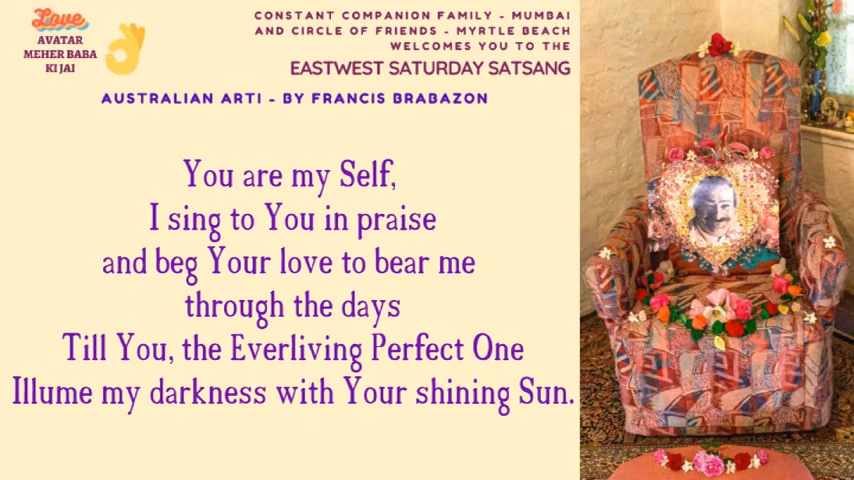 Love
AVATAR
MEHER BABA
KI JAI
CONSTANT COMPANION FAMILY - MUMBAI
AND CIRCLE OF FRIENDS - MYRTLE BEACH
WELCOMES YOU TO THE
EASTWEST SATURDAY SATSANG
AUSTRALIAN ARTI - BY FRANCIS BRABAZON
You are my Self,
I sing to You in praise
and beg Your love to bear me
through the days
Till You, the Everliving Perfect One
Illume my darkness with Your shining Sun.